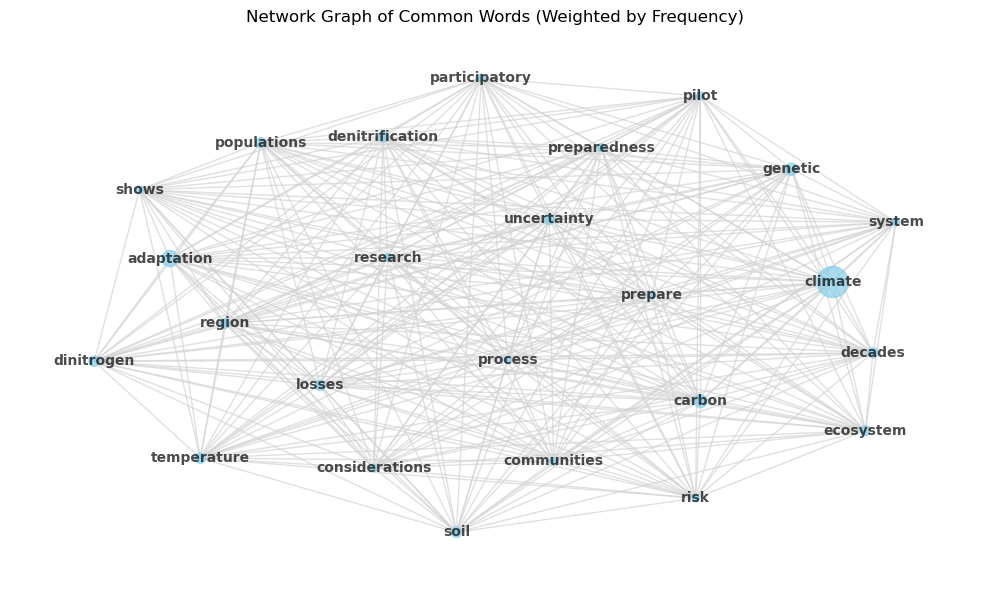 Network Graph of Common Words (Weighted by Frequency)
participatory
pilot
populations
denitrification
preparedness
genetic
shows
uncertainty
system
adaptation
research
climate
prepare
region
dinitrogen
process
decades
losses
carbon
ecosystem
temperature
considerations
communities
risk
soil